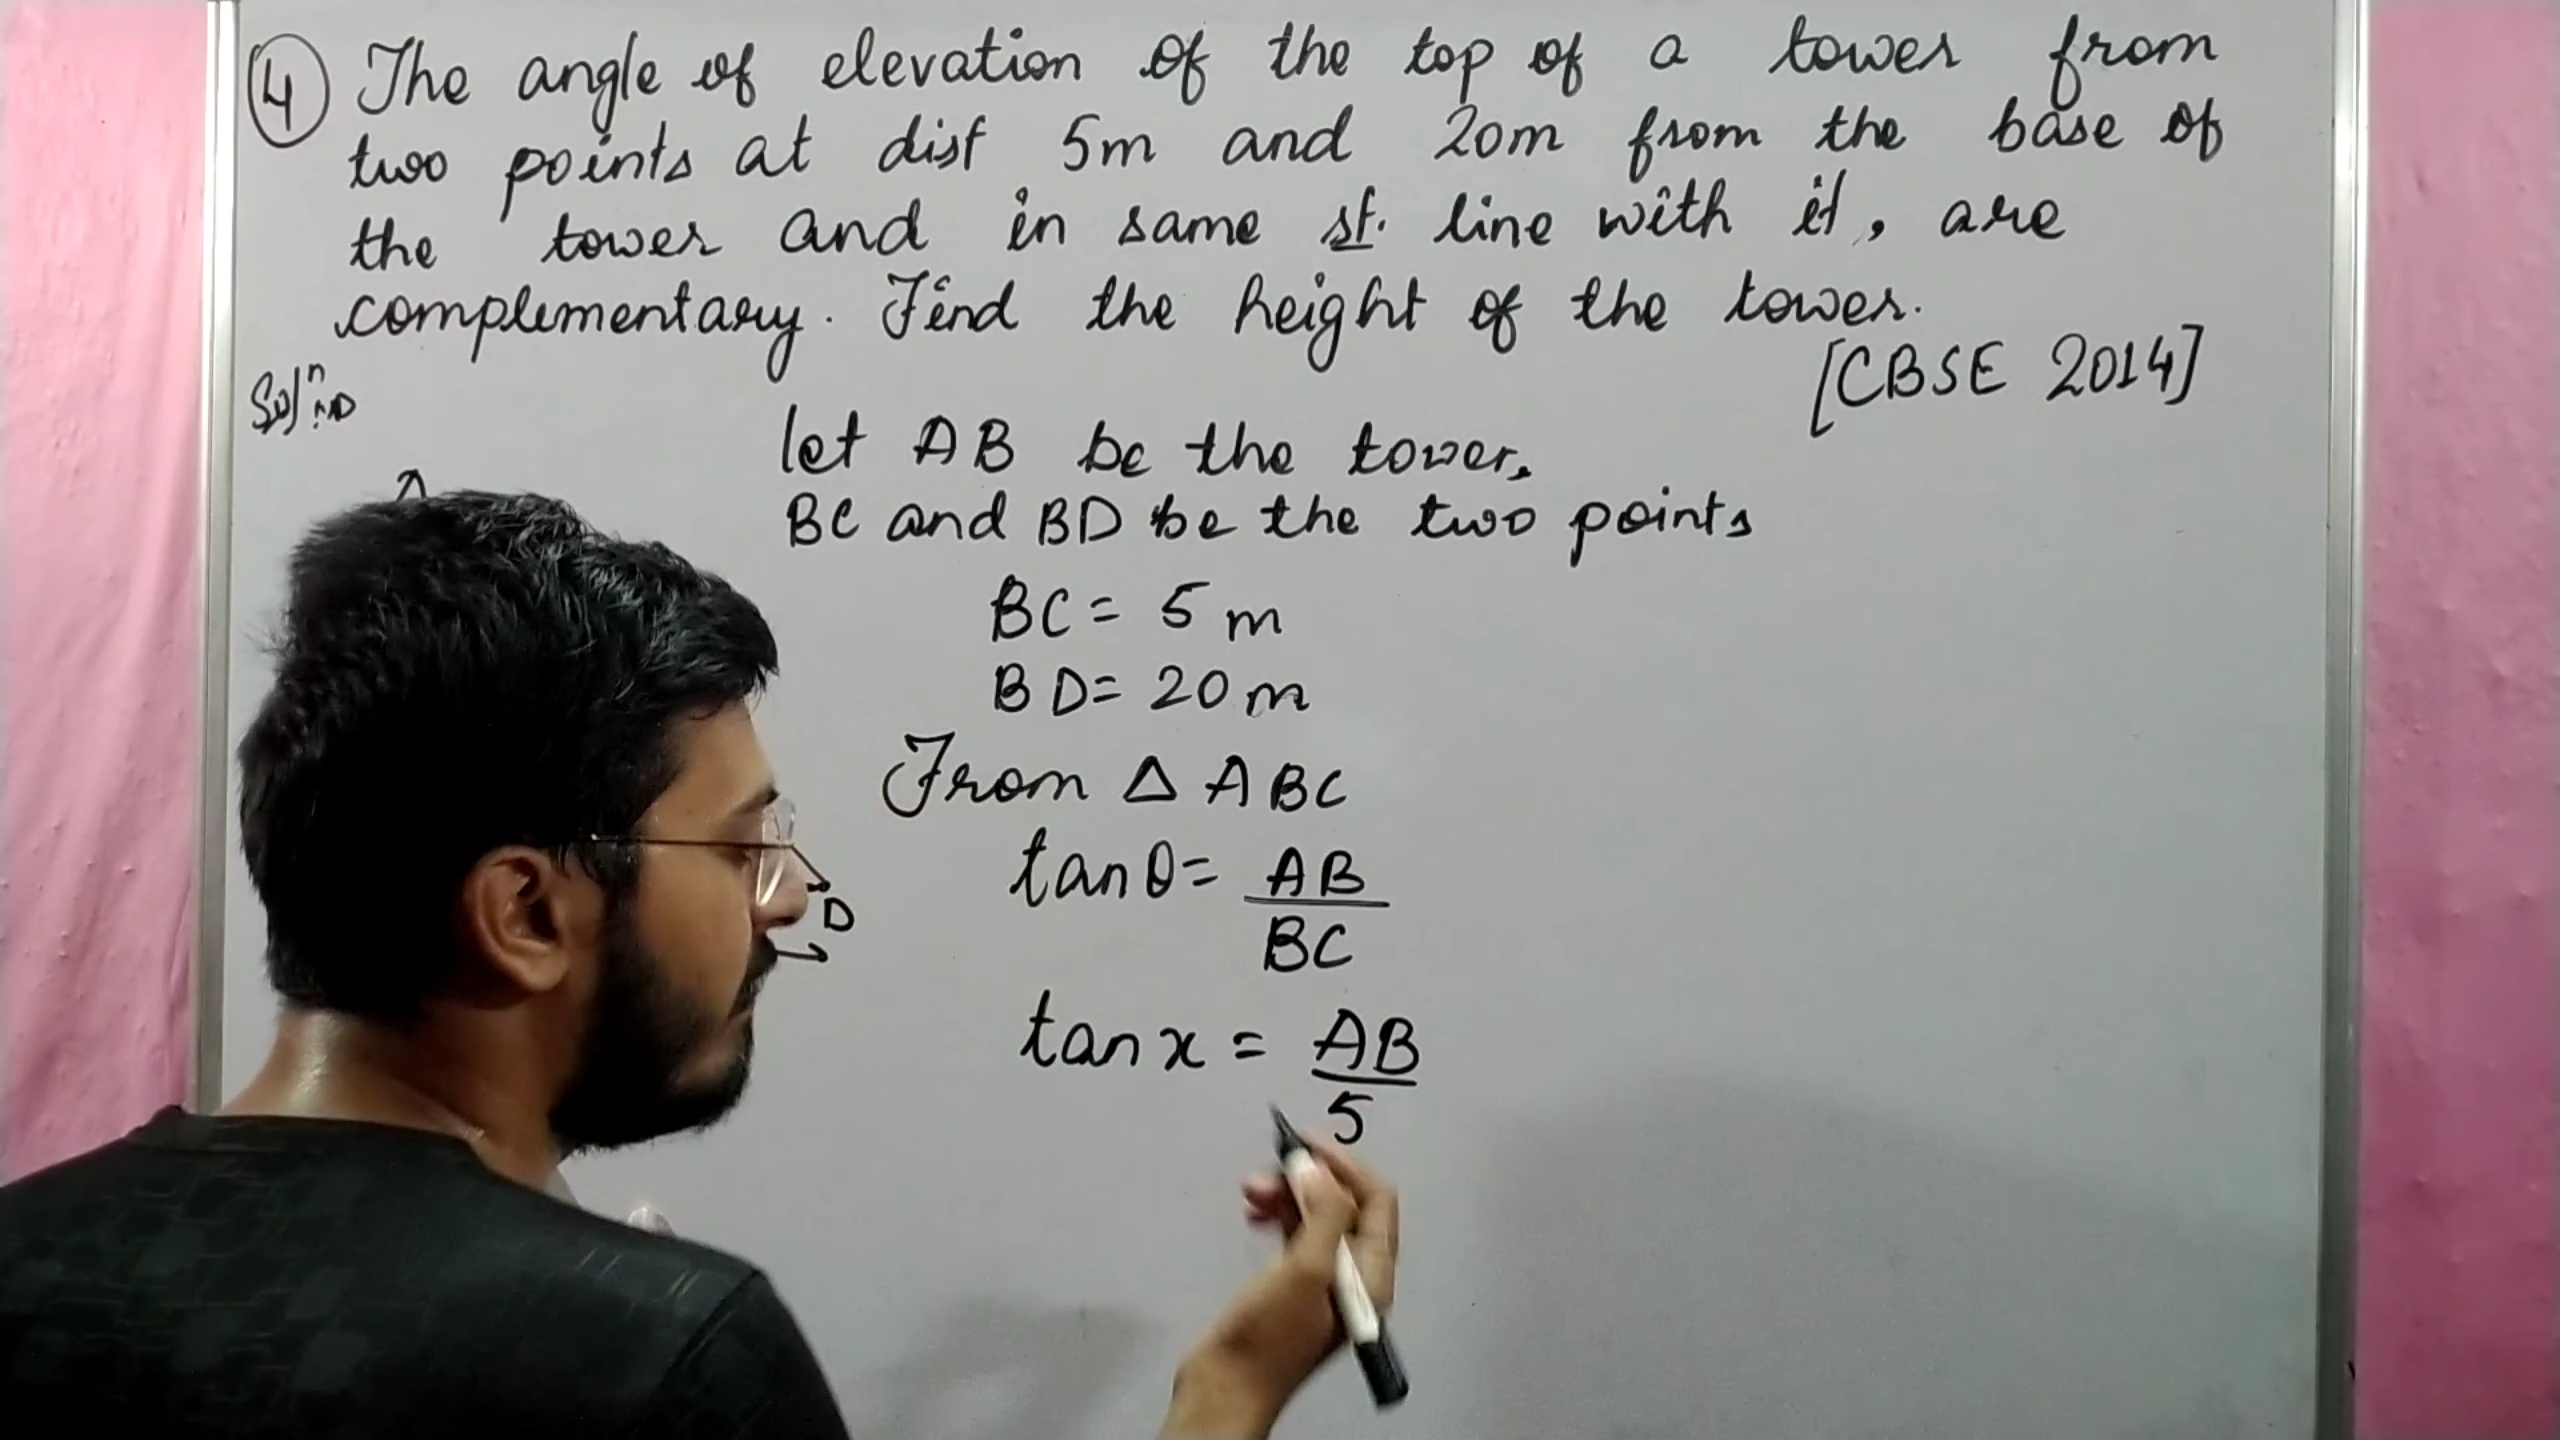 4 The angle of elevation of the top of a tower from
two points at dist 5m and 20m from the base of
the tower and in same st. line with it, are
complementary. Find the height of the tower.
[CBSE 2014]
Solⁿ:
let AB be the tower,
BC and BD be the two points
BC = 5 m
BD = 20 m
From Δ ABC
tan θ = AB
BC
D
tan x = AB
5